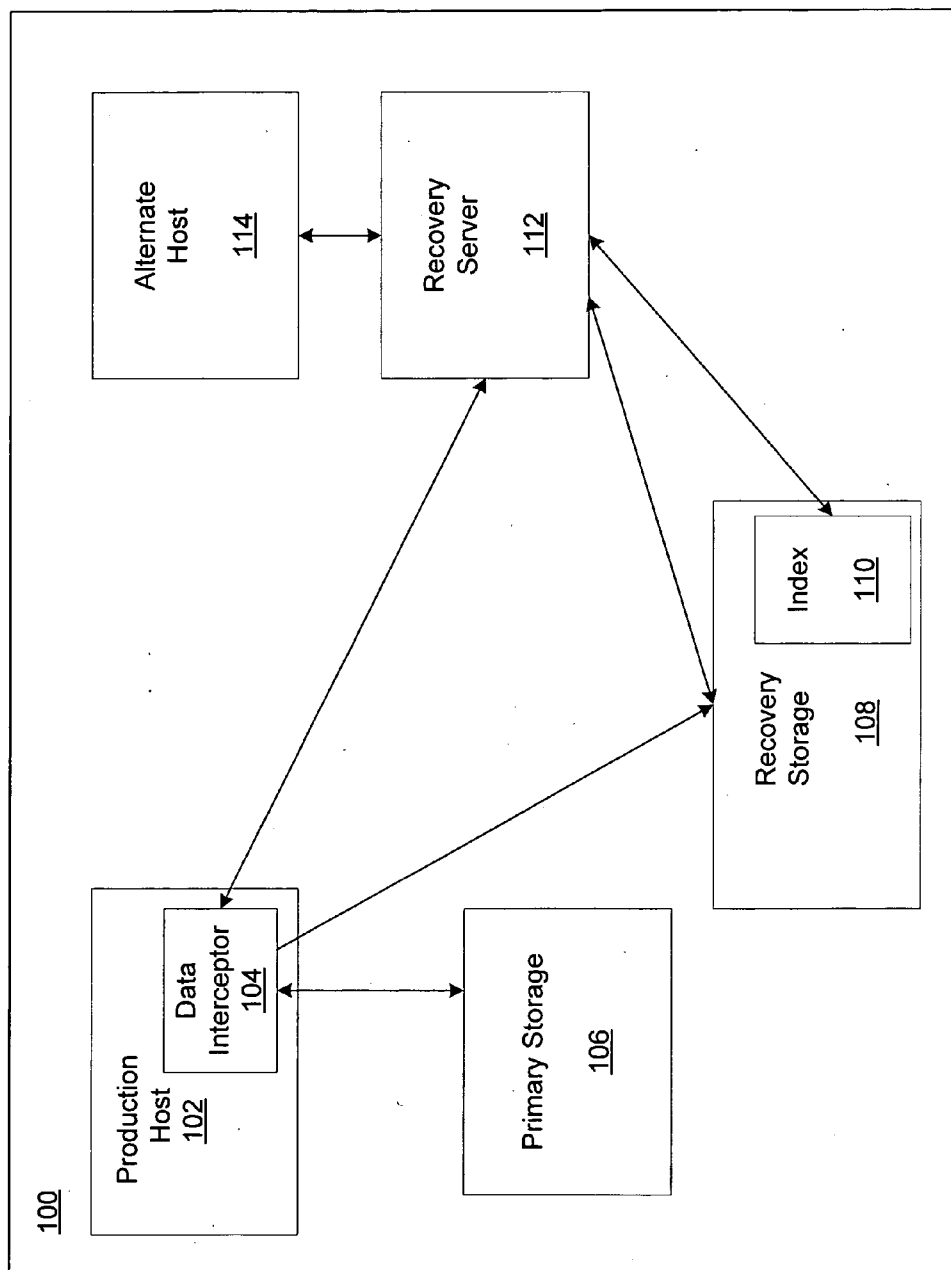 100
Production
Host
102
Data
Interceptor
104
Primary Storage
106
Recovery
Storage
108
Index
110
Alternate
Host
114
Recovery
Server
112